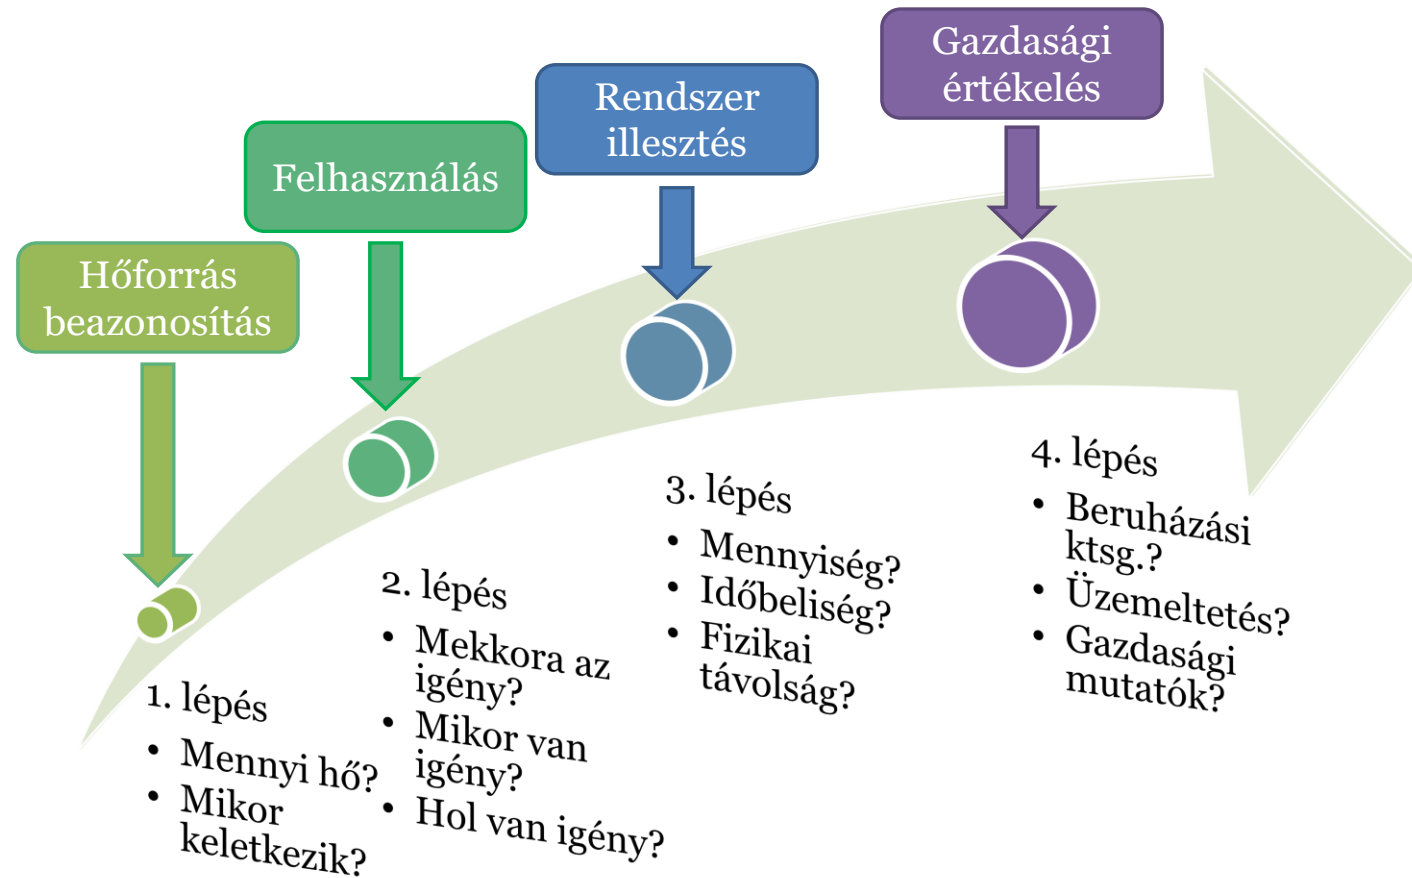 Hőforrás
beazonosítás
1. lépés
• Mennyi hő?
• Mikor
keletkezik?
Felhasználás
2. lépés
• Mekkora az
igény?
• Mikor van
igény?
• Hol van igény?
Rendszer
illesztés
3. lépés
• Mennyiség?
• Időbeliség?
• Fizikai
távolság?
Gazdasági
értékelés
4. lépés
• Beruházási
ktsg.?
• Üzemeltetés?
• Gazdasági
mutatók?